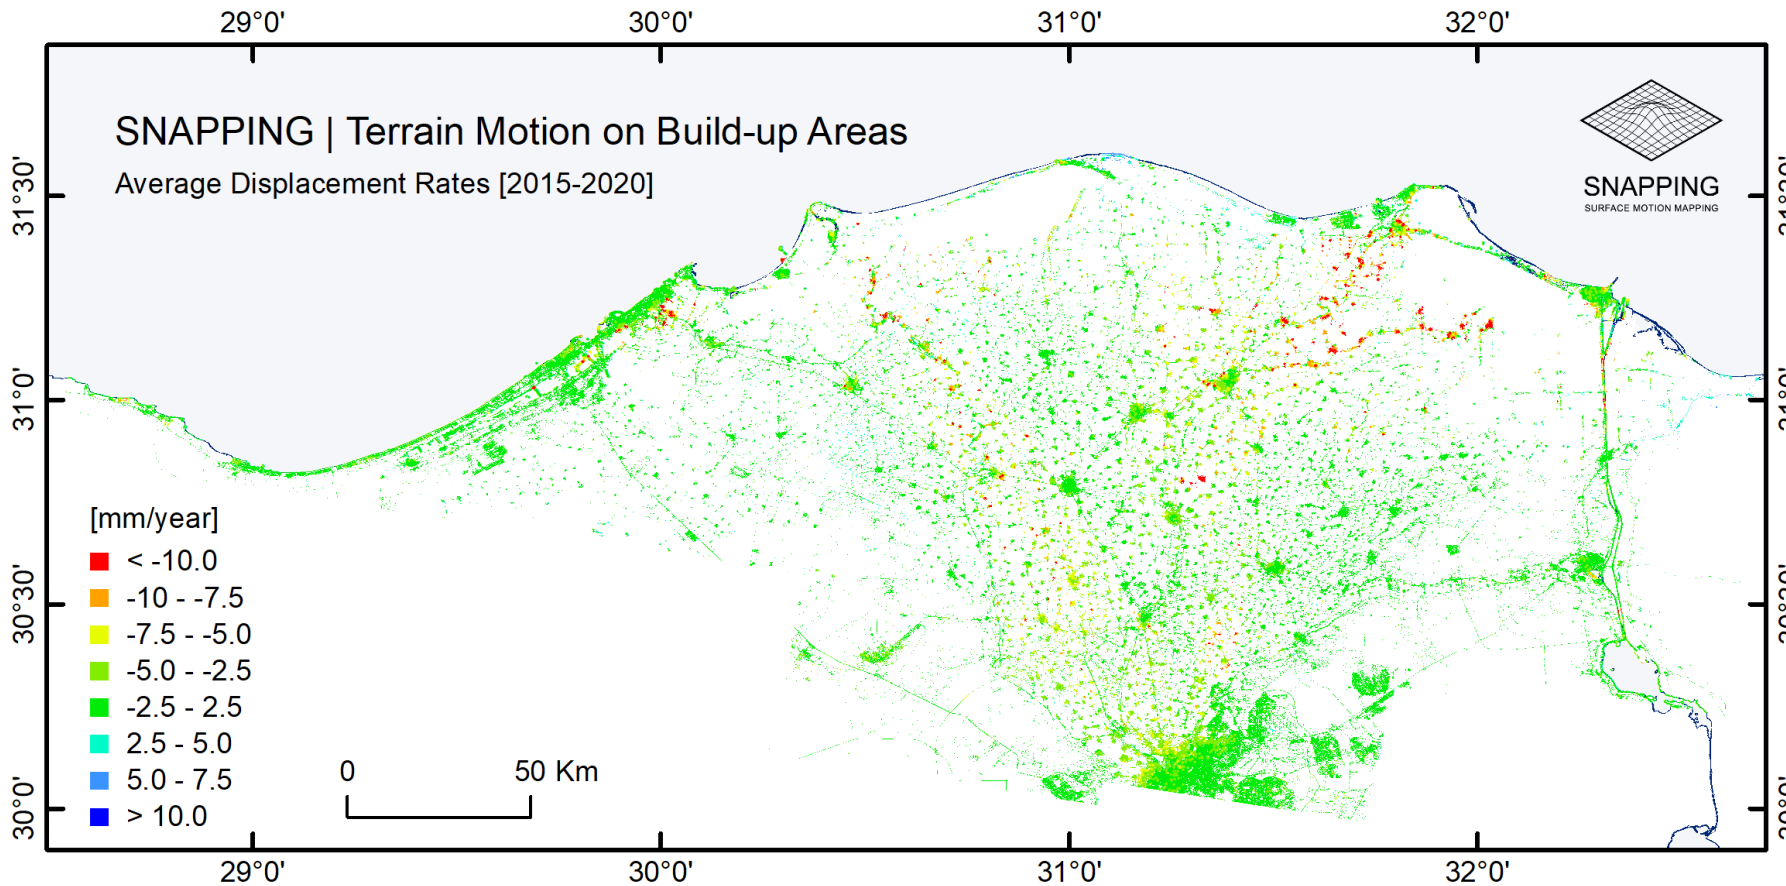 29°0' 30°0' 31°0' 32°0'
SNAPPING | Terrain Motion on Build-up Areas
Average Displacement Rates [2015-2020]
SNAPPING
SURFACE MOTION MAPPING
31°30'
31°0'
30°30'
30°0'
[mm/year]
< -10.0
-10 - -7.5
-7.5 - -5.0
-5.0 - -2.5
-2.5 - 2.5
2.5 - 5.0
5.0 - 7.5
> 10.0
0 50 Km
29°0' 30°0' 31°0' 32°0'